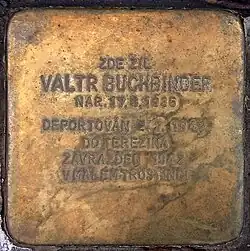 ZDE ŽIL
VALTR BUCHBINDER
NAR.
DEPORTOVÁN
DO TEREZÍNA
ZAVRAŽDĚN 1942
V MALÉM TROSTINCI